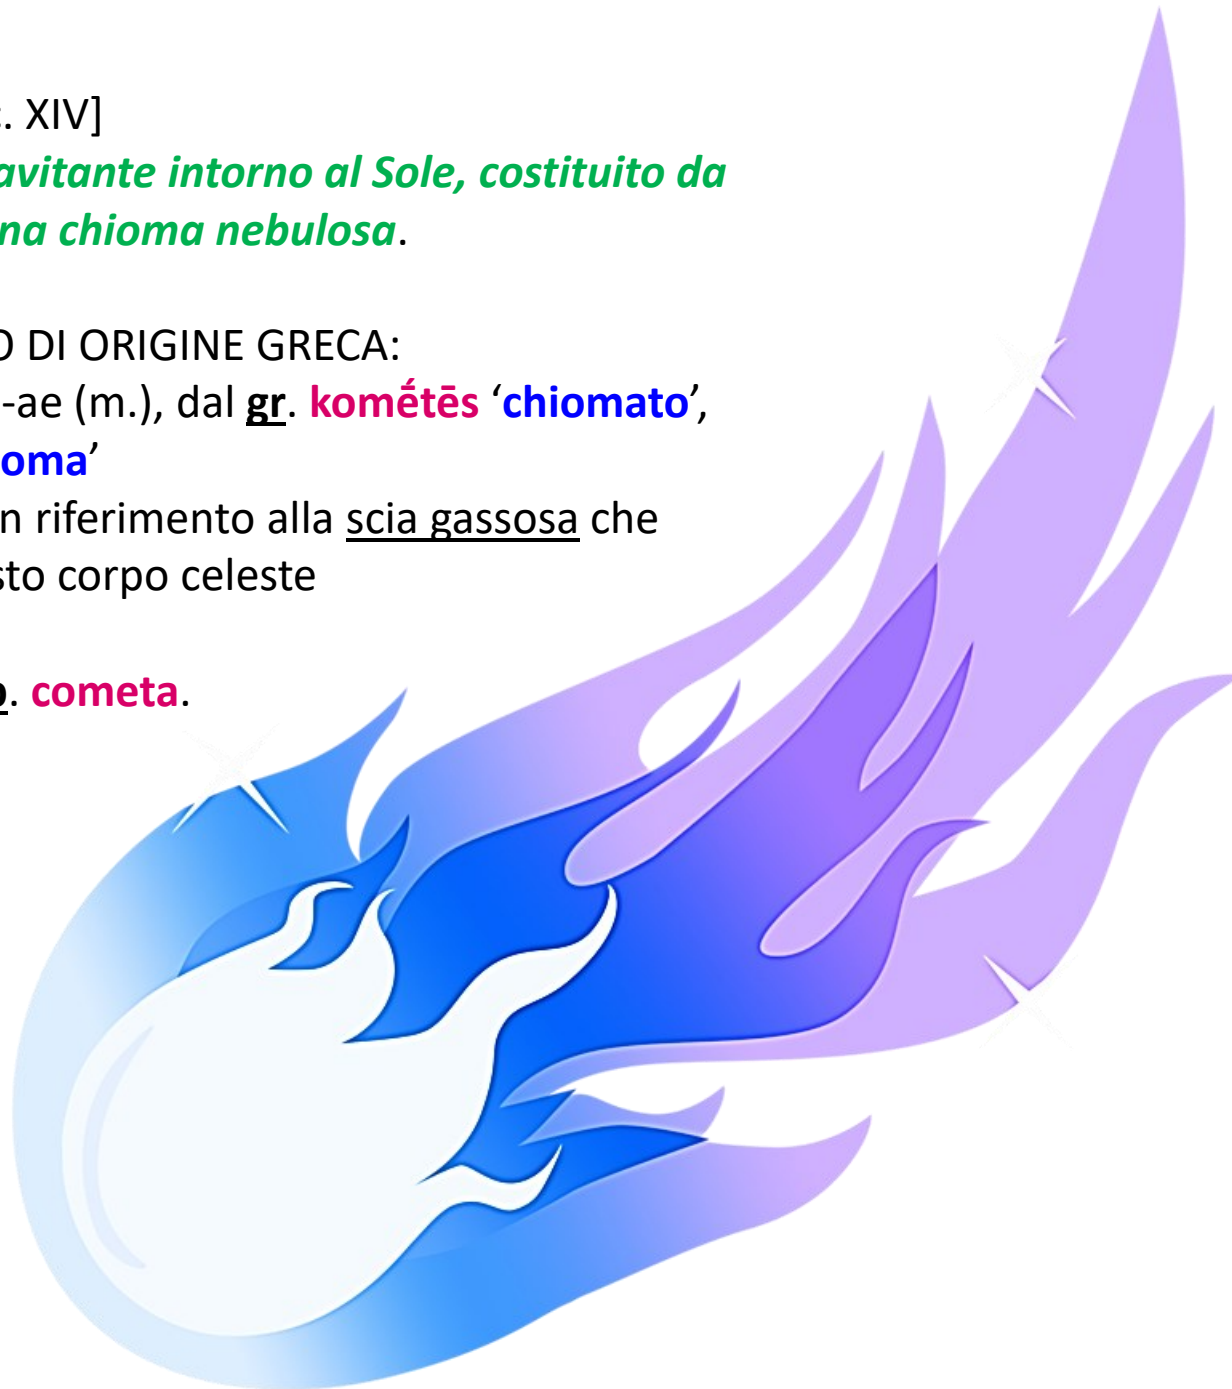 . XIV]
avitante intorno al Sole, costituito da
na chioma nebulosa.
O DI ORIGINE GRECA:
-ae (m.), dal gr. komḗtēs ‘chiomato’,
oma’
n riferimento alla scia gassosa che
sto corpo celeste
. cometa.